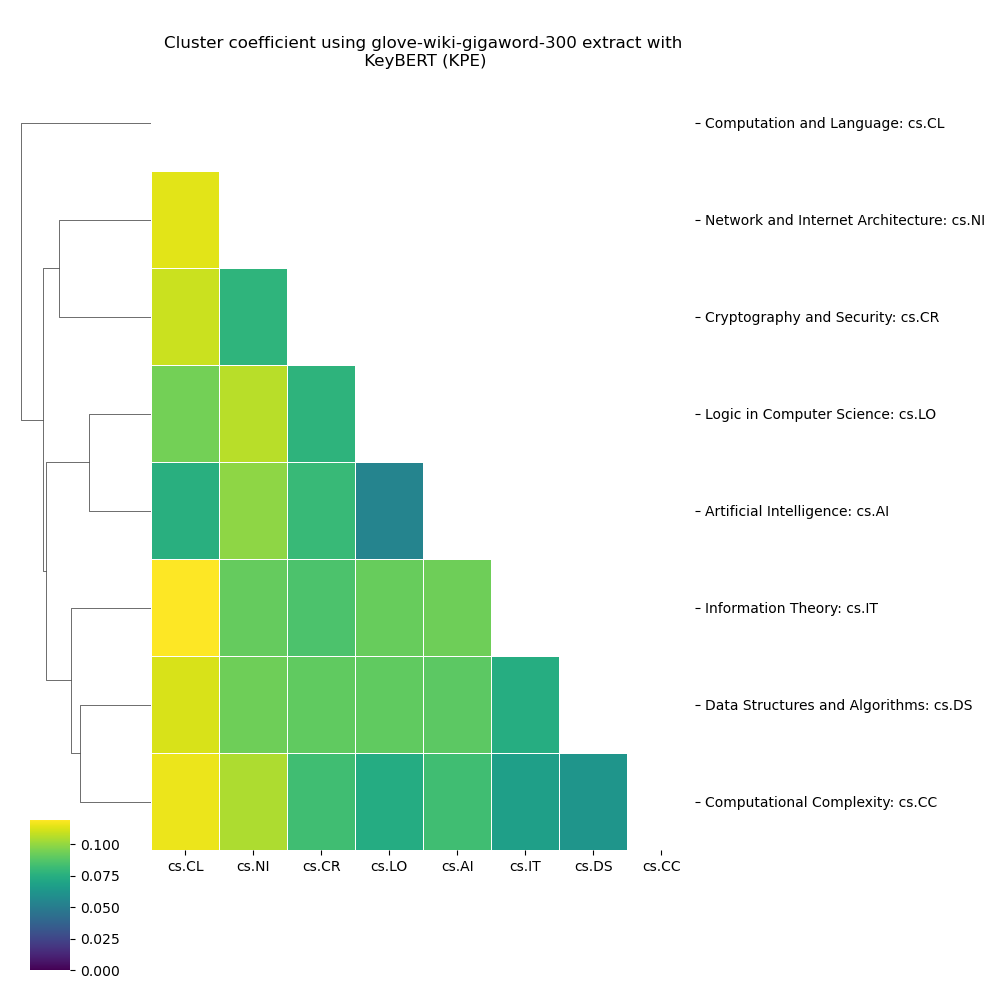 Cluster coefficient using glove-wiki-gigaword-300 extract with
KeyBERT (KPE)
Computation and Language: cs.CL
Network and Internet Architecture: cs.NI
Cryptography and Security: cs.CR
Logic in Computer Science: cs.LO
Artificial Intelligence: cs.AI
Information Theory: cs.IT
Data Structures and Algorithms: cs.DS
Computational Complexity: cs.CC
cs.CL cs.NI cs.CR cs.LO cs.AI cs.IT cs.DS cs.CC
0.100
0.075
0.050
0.025
0.000